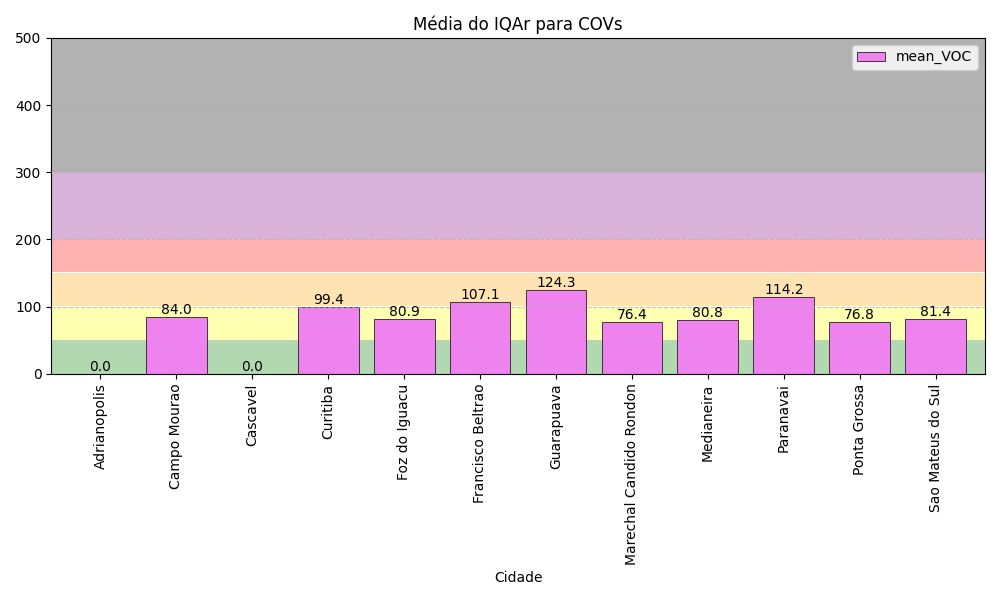 Média do IQAr para COVs
mean_VOC
500
400
300
200
100
0
0.0
84.0
0.0
99.4
80.9
107.1
124.3
76.4
80.8
114.2
76.8
81.4
Adrianopolis
Campo Mourao
Cascavel
Curitiba
Foz do Iguacu
Francisco Beltrao
Guarapuava
Marechal Candido Rondon
Medianeira
Paranavai
Ponta Grossa
Sao Mateus do Sul
Cidade